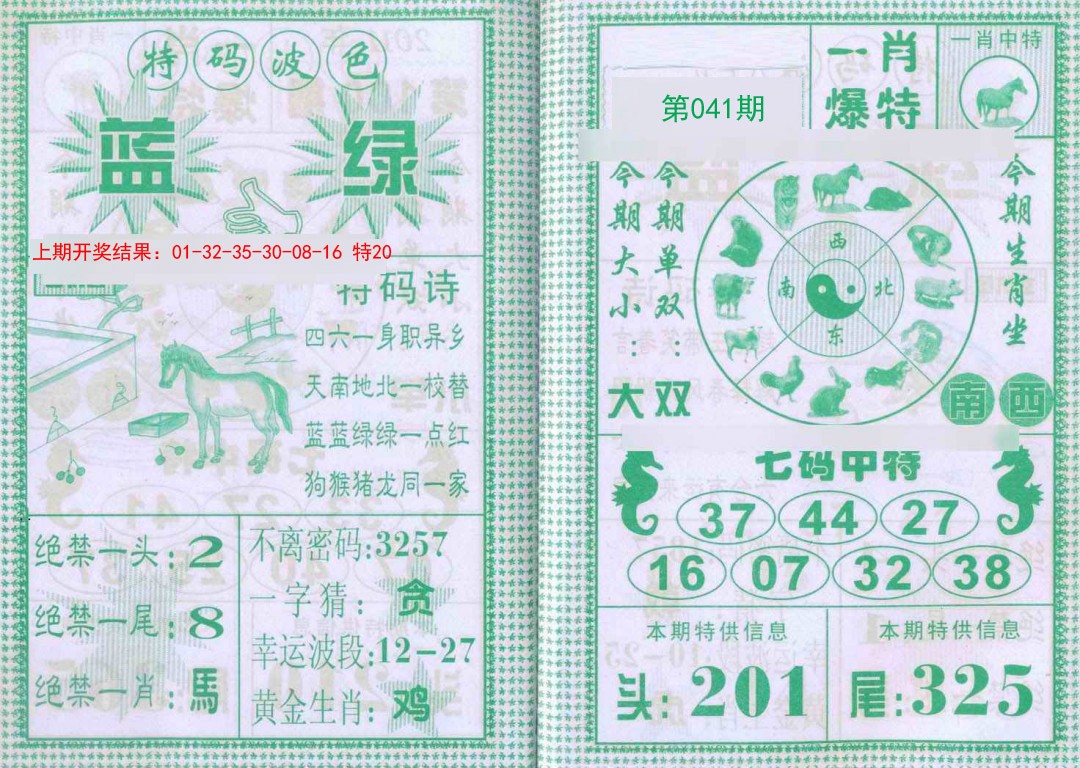 特码波色
蓝 绿
上期开奖结果：01-32-35-30-08-16 特20
特码诗
四六一身职异乡
天南地北一校替
蓝蓝绿绿一点红
狗猴猪龙同一家
绝禁一头：2
绝禁一尾：8
绝禁一肖：馬
不离密码：3257
一字猜：贪
幸运波段：12-27
黄金生肖：鸡
第041期
一肖
爆特
一肖中特
今期大小：大
今期单双：双
西
南 北
东
今期生肖坐
南 西
七码中特
37 44 27
16 07 32 38
本期特供信息
头：201
本期特供信息
尾：325